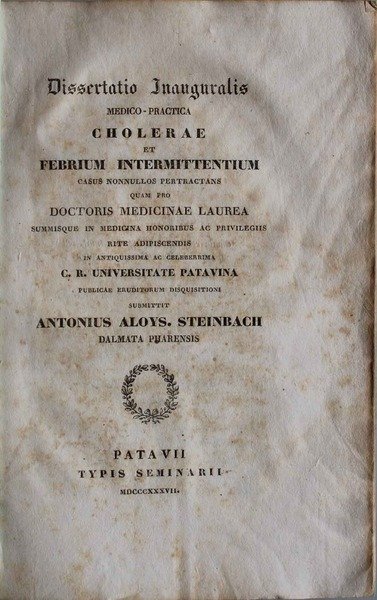 Dissertatio Inauguralis
MEDICO-PRACTICA
CHOLERAE
ET
FEBRIUM INTERMITTENTIUM
CASUS NONNULLOS PERTRACTANS
QUAM PRO
DOCTORIS MEDICINAE LAUREA
SUMMISQUE IN MEDICINA HONORIBUS AC PRIVILEGIIS
RITE ADIPISCENDIS
IN ANTIQUISSIMA AC CELEBERRIMA
C. R. UNIVERSITATE PATAVINA
PUBLICAE ERUDITORUM DISQUISITIONI
SUBMITTIT
ANTONIUS ALOYS. STEINBACH
DALMATA PHARENSIS
PATAVII
TYPIS SEMINARII
MDCCCXXXVII.